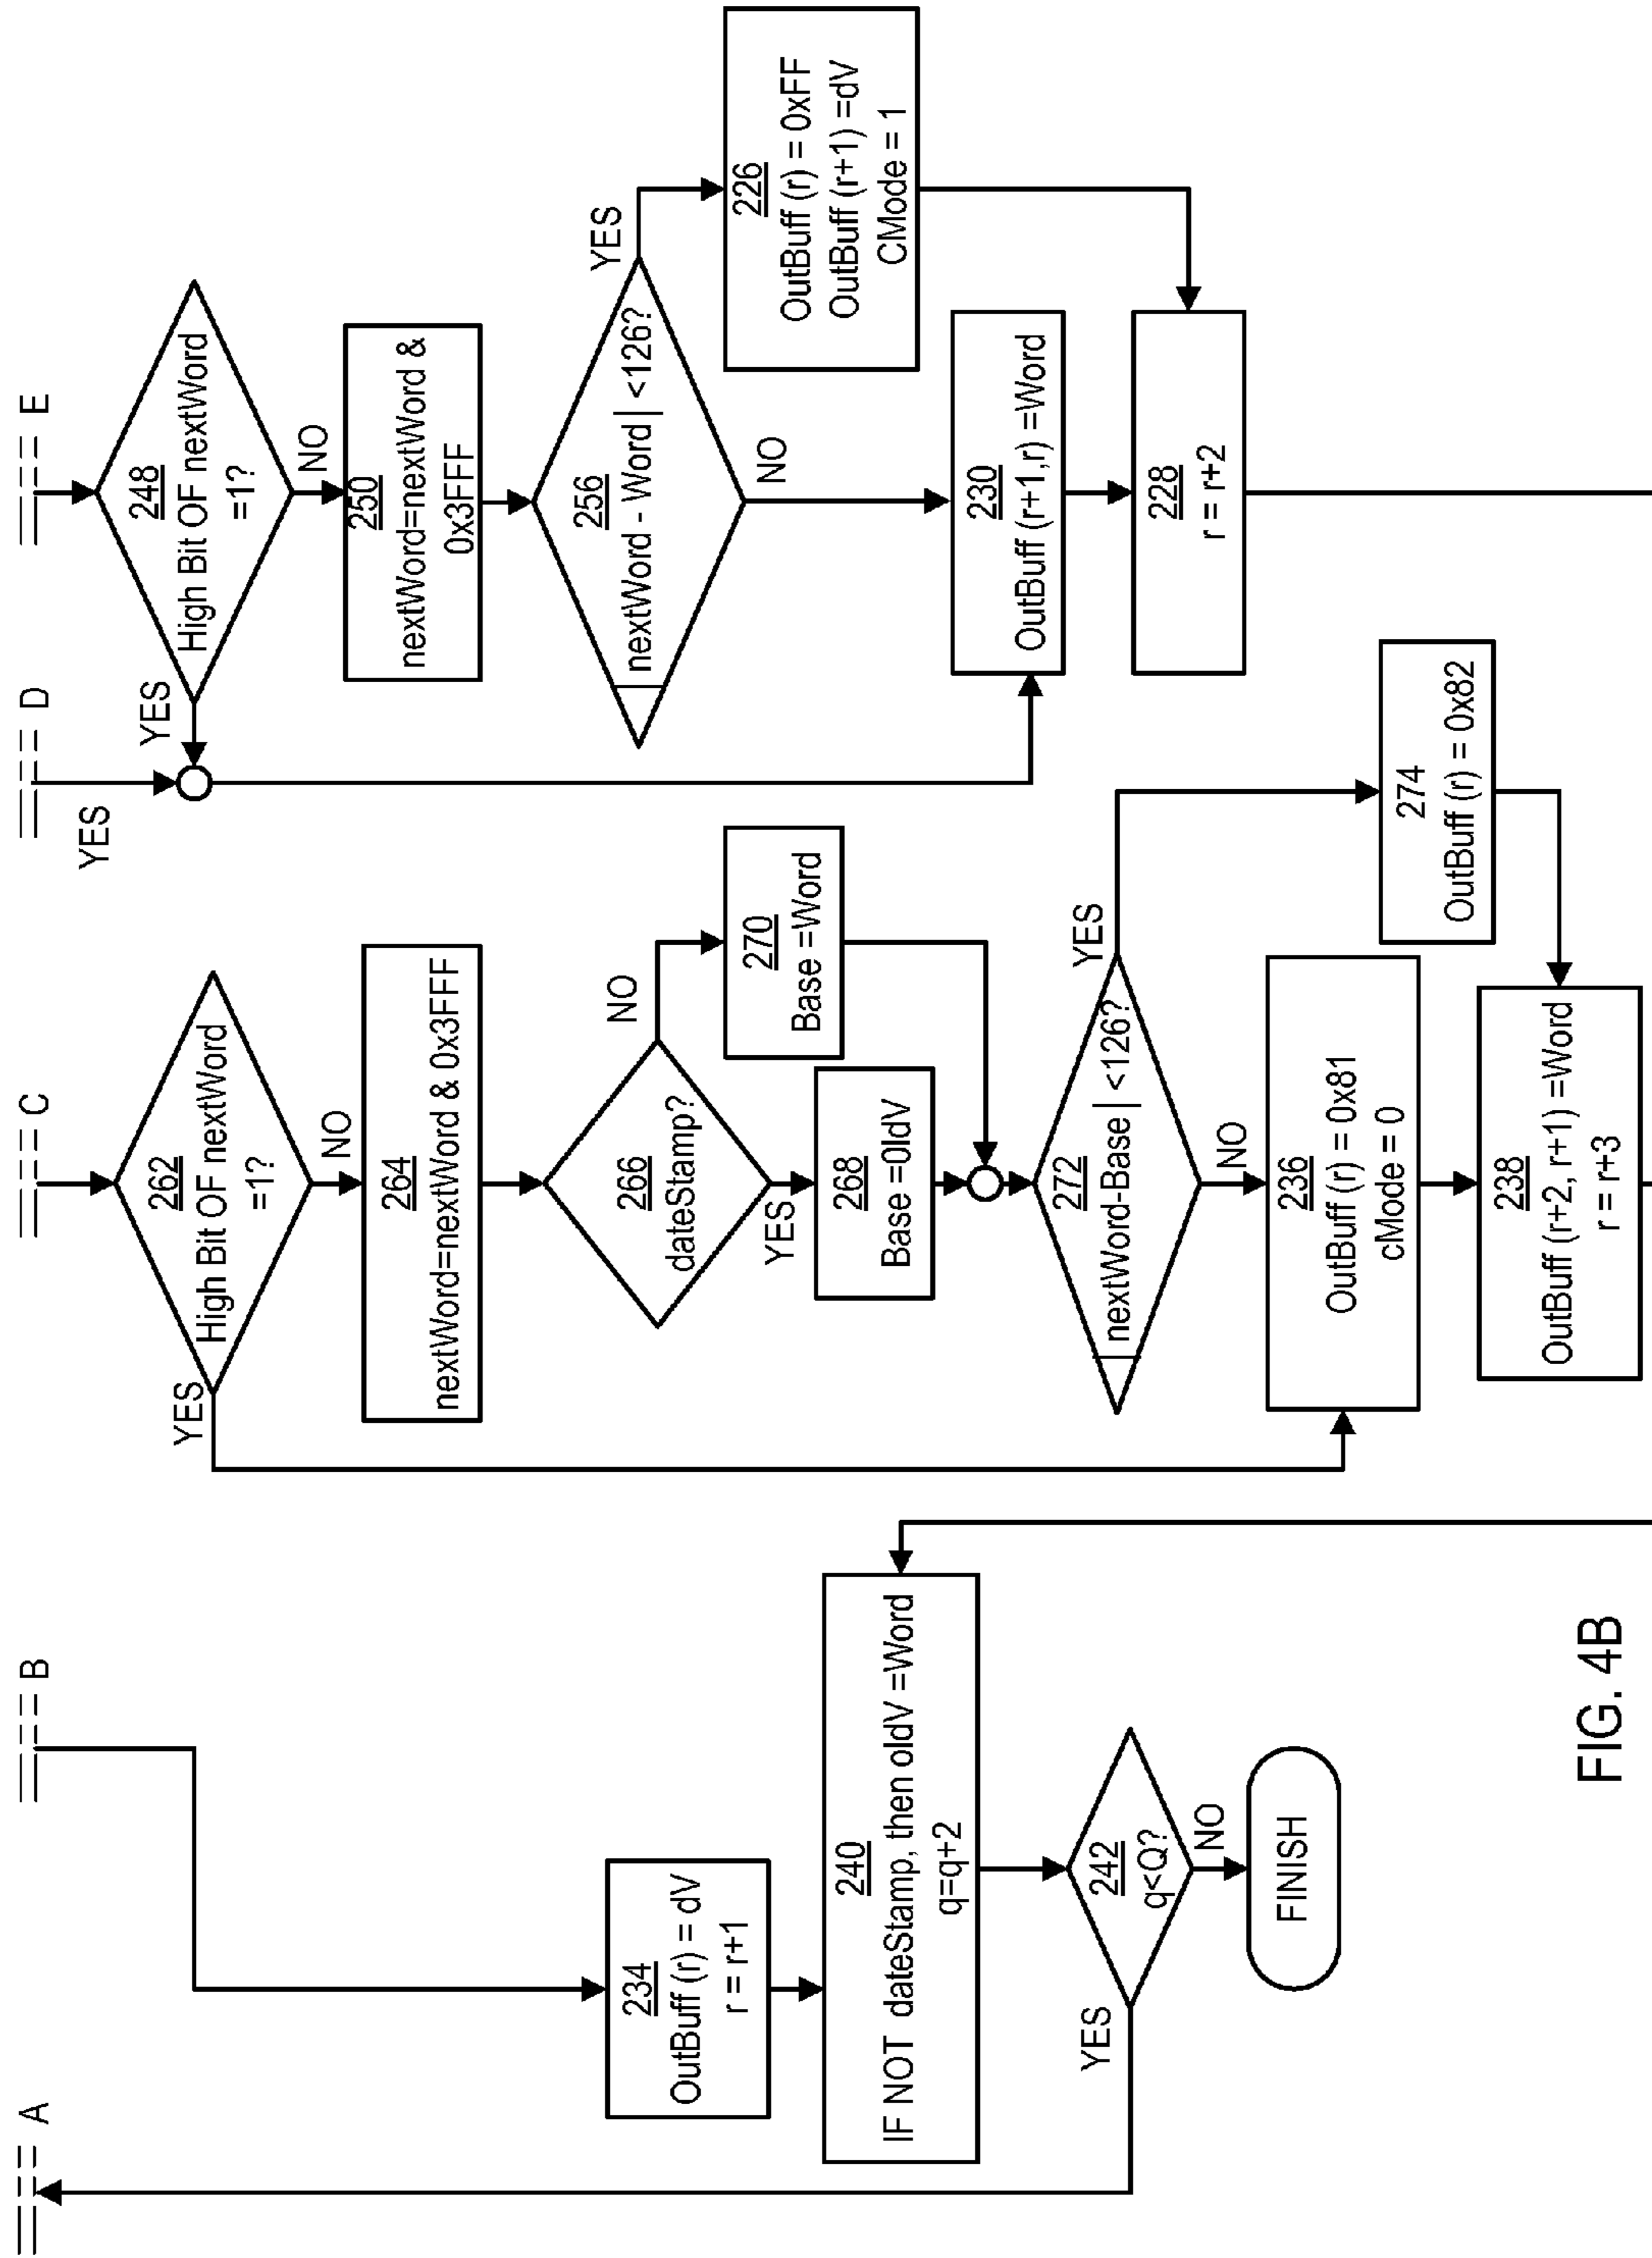 A
B
C
D
E
YES
234
OutBuff (r) = dV
r = r+1
240
IF NOT dateStamp, then oldV =Word
q=q+2
242
q<Q?
YES
NO
FINISH
262
High Bit OF nextWord
=1?
YES
NO
264
nextWord=nextWord & 0x3FFF
266
dateStamp?
NO
YES
268
Base =0ldV
270
Base =Word
272
| nextWord-Base | <126?
YES
NO
236
OutBuff (r) = 0x81
cMode = 0
274
OutBuff (r) = 0x82
238
OutBuff (r+2, r+1) =Word
r = r+3
248
High Bit OF nextWord
=1?
YES
NO
250
nextWord=nextWord &
0x3FFF
256
| nextWord - Word | <126?
YES
NO
226
OutBuff (r) = 0xFF
OutBuff (r+1) =dV
CMode = 1
230
OutBuff (r+1,r) =Word
228
r = r+2
FIG. 4B